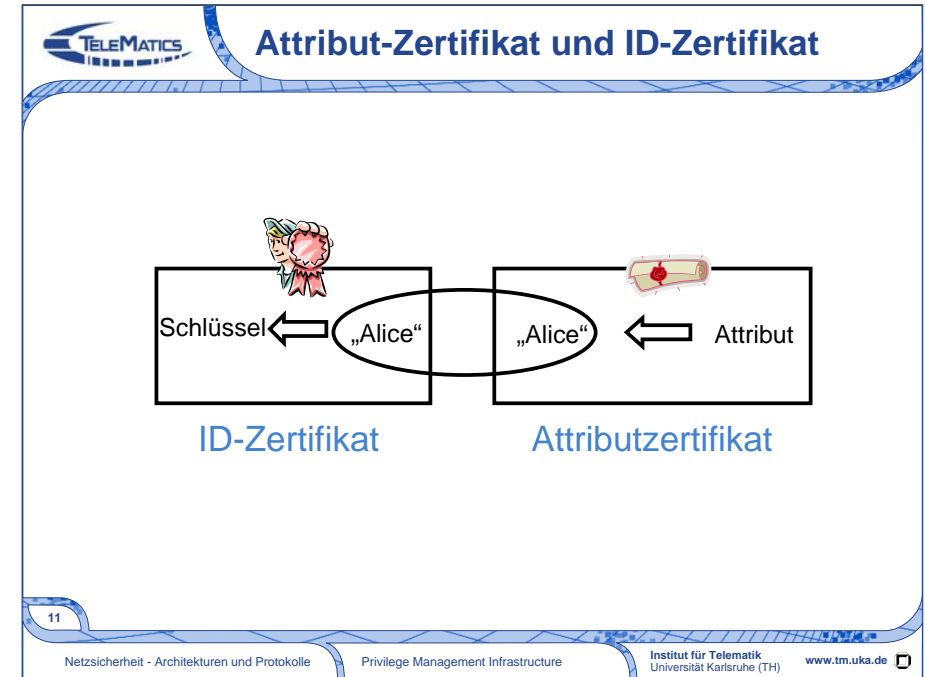 TELEMATICS
Attribut-Zertifikat und ID-Zertifikat
Schlüssel „Alice“ „Alice“ Attribut
ID-Zertifikat Attributzertifikat
11
Netzsicherheit - Architekturen und Protokolle Privilege Management Infrastructure Institut für Telematik www.tm.uka.de
Universität Karlsruhe (TH)